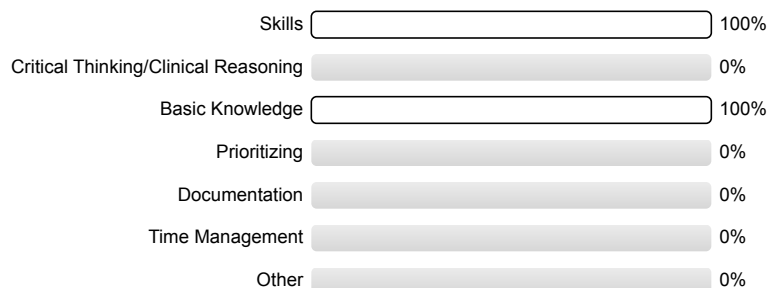 Skills 100%
Critical Thinking/Clinical Reasoning 0%
Basic Knowledge 100%
Prioritizing 0%
Documentation 0%
Time Management 0%
Other 0%